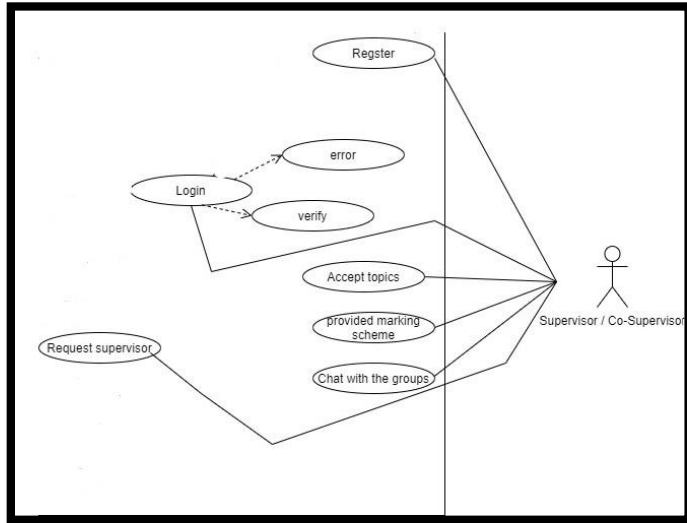 Regster
error
Login
verify
Accept topics
Supervisor / Co-Supervisor
provided marking
scheme
Request supervisor
Chat with the groups